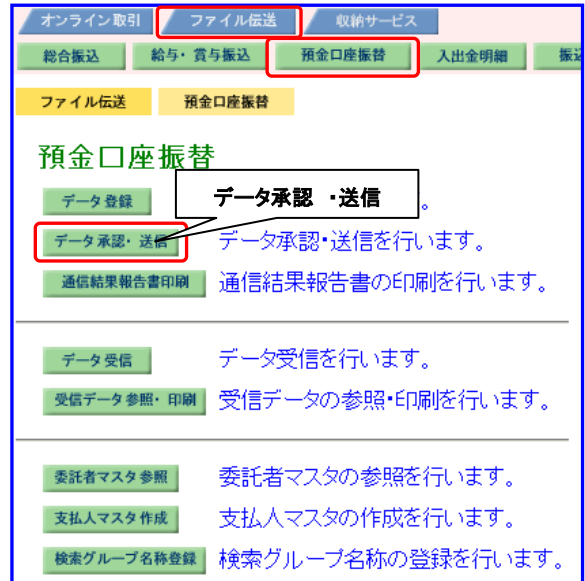 オンライン取引 ファイル伝送 収納サービス
総合振込 給与・賞与振込 預金口座振替 入出金明細 振込
ファイル伝送 預金口座振替
預金口座振替
データ承認 ・送信
データ登録 。
データ承認・送信 データ承認・送信を行います。
通信結果報告書印刷 通信結果報告書の印刷を行います。
データ受信 データ受信を行います。
受信データ参照・印刷 受信データの参照・印刷を行います。
委託者マスタ参照 委託者マスタの参照を行います。
支払人マスタ作成 支払人マスタの作成を行います。
検索グループ名称登録 検索グループ名称の登録を行います。